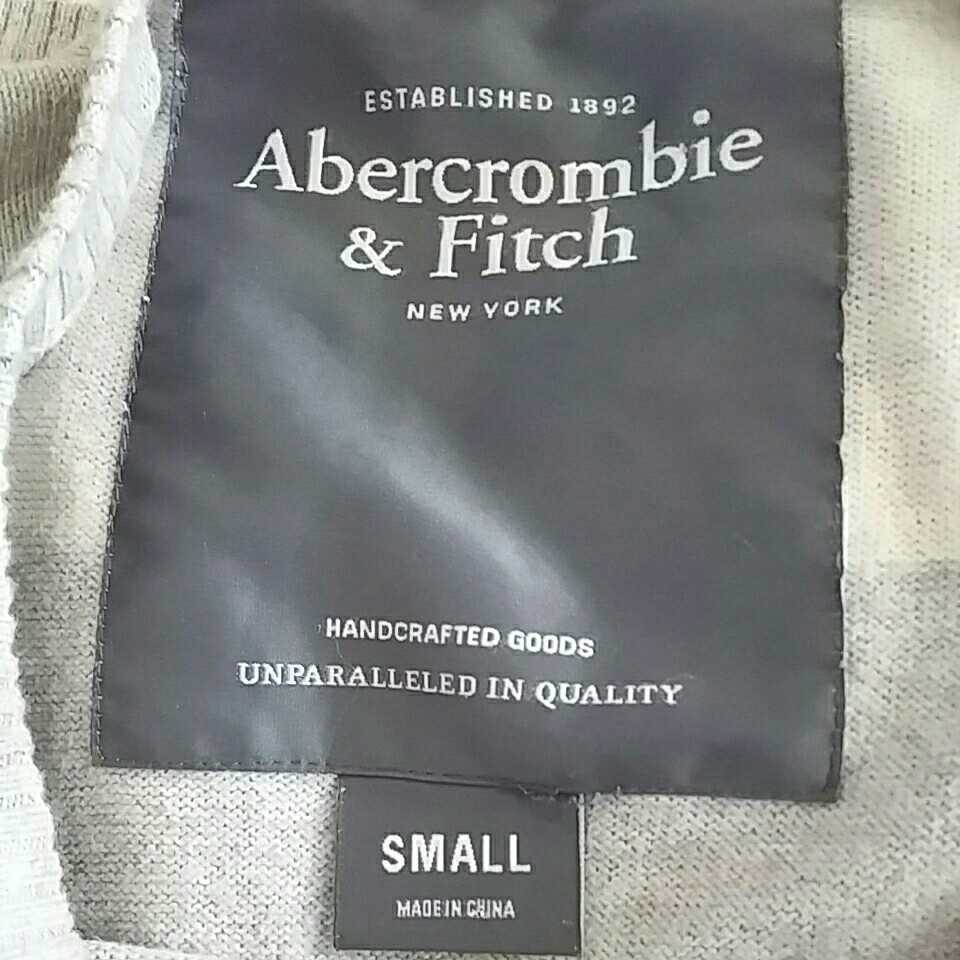 ESTABLISHED 1892
Abercrombie
& Fitch
NEW YORK
HANDCRAFTED GOODS
UNPARALLELED IN QUALITY
SMALL
MADE IN CHINA